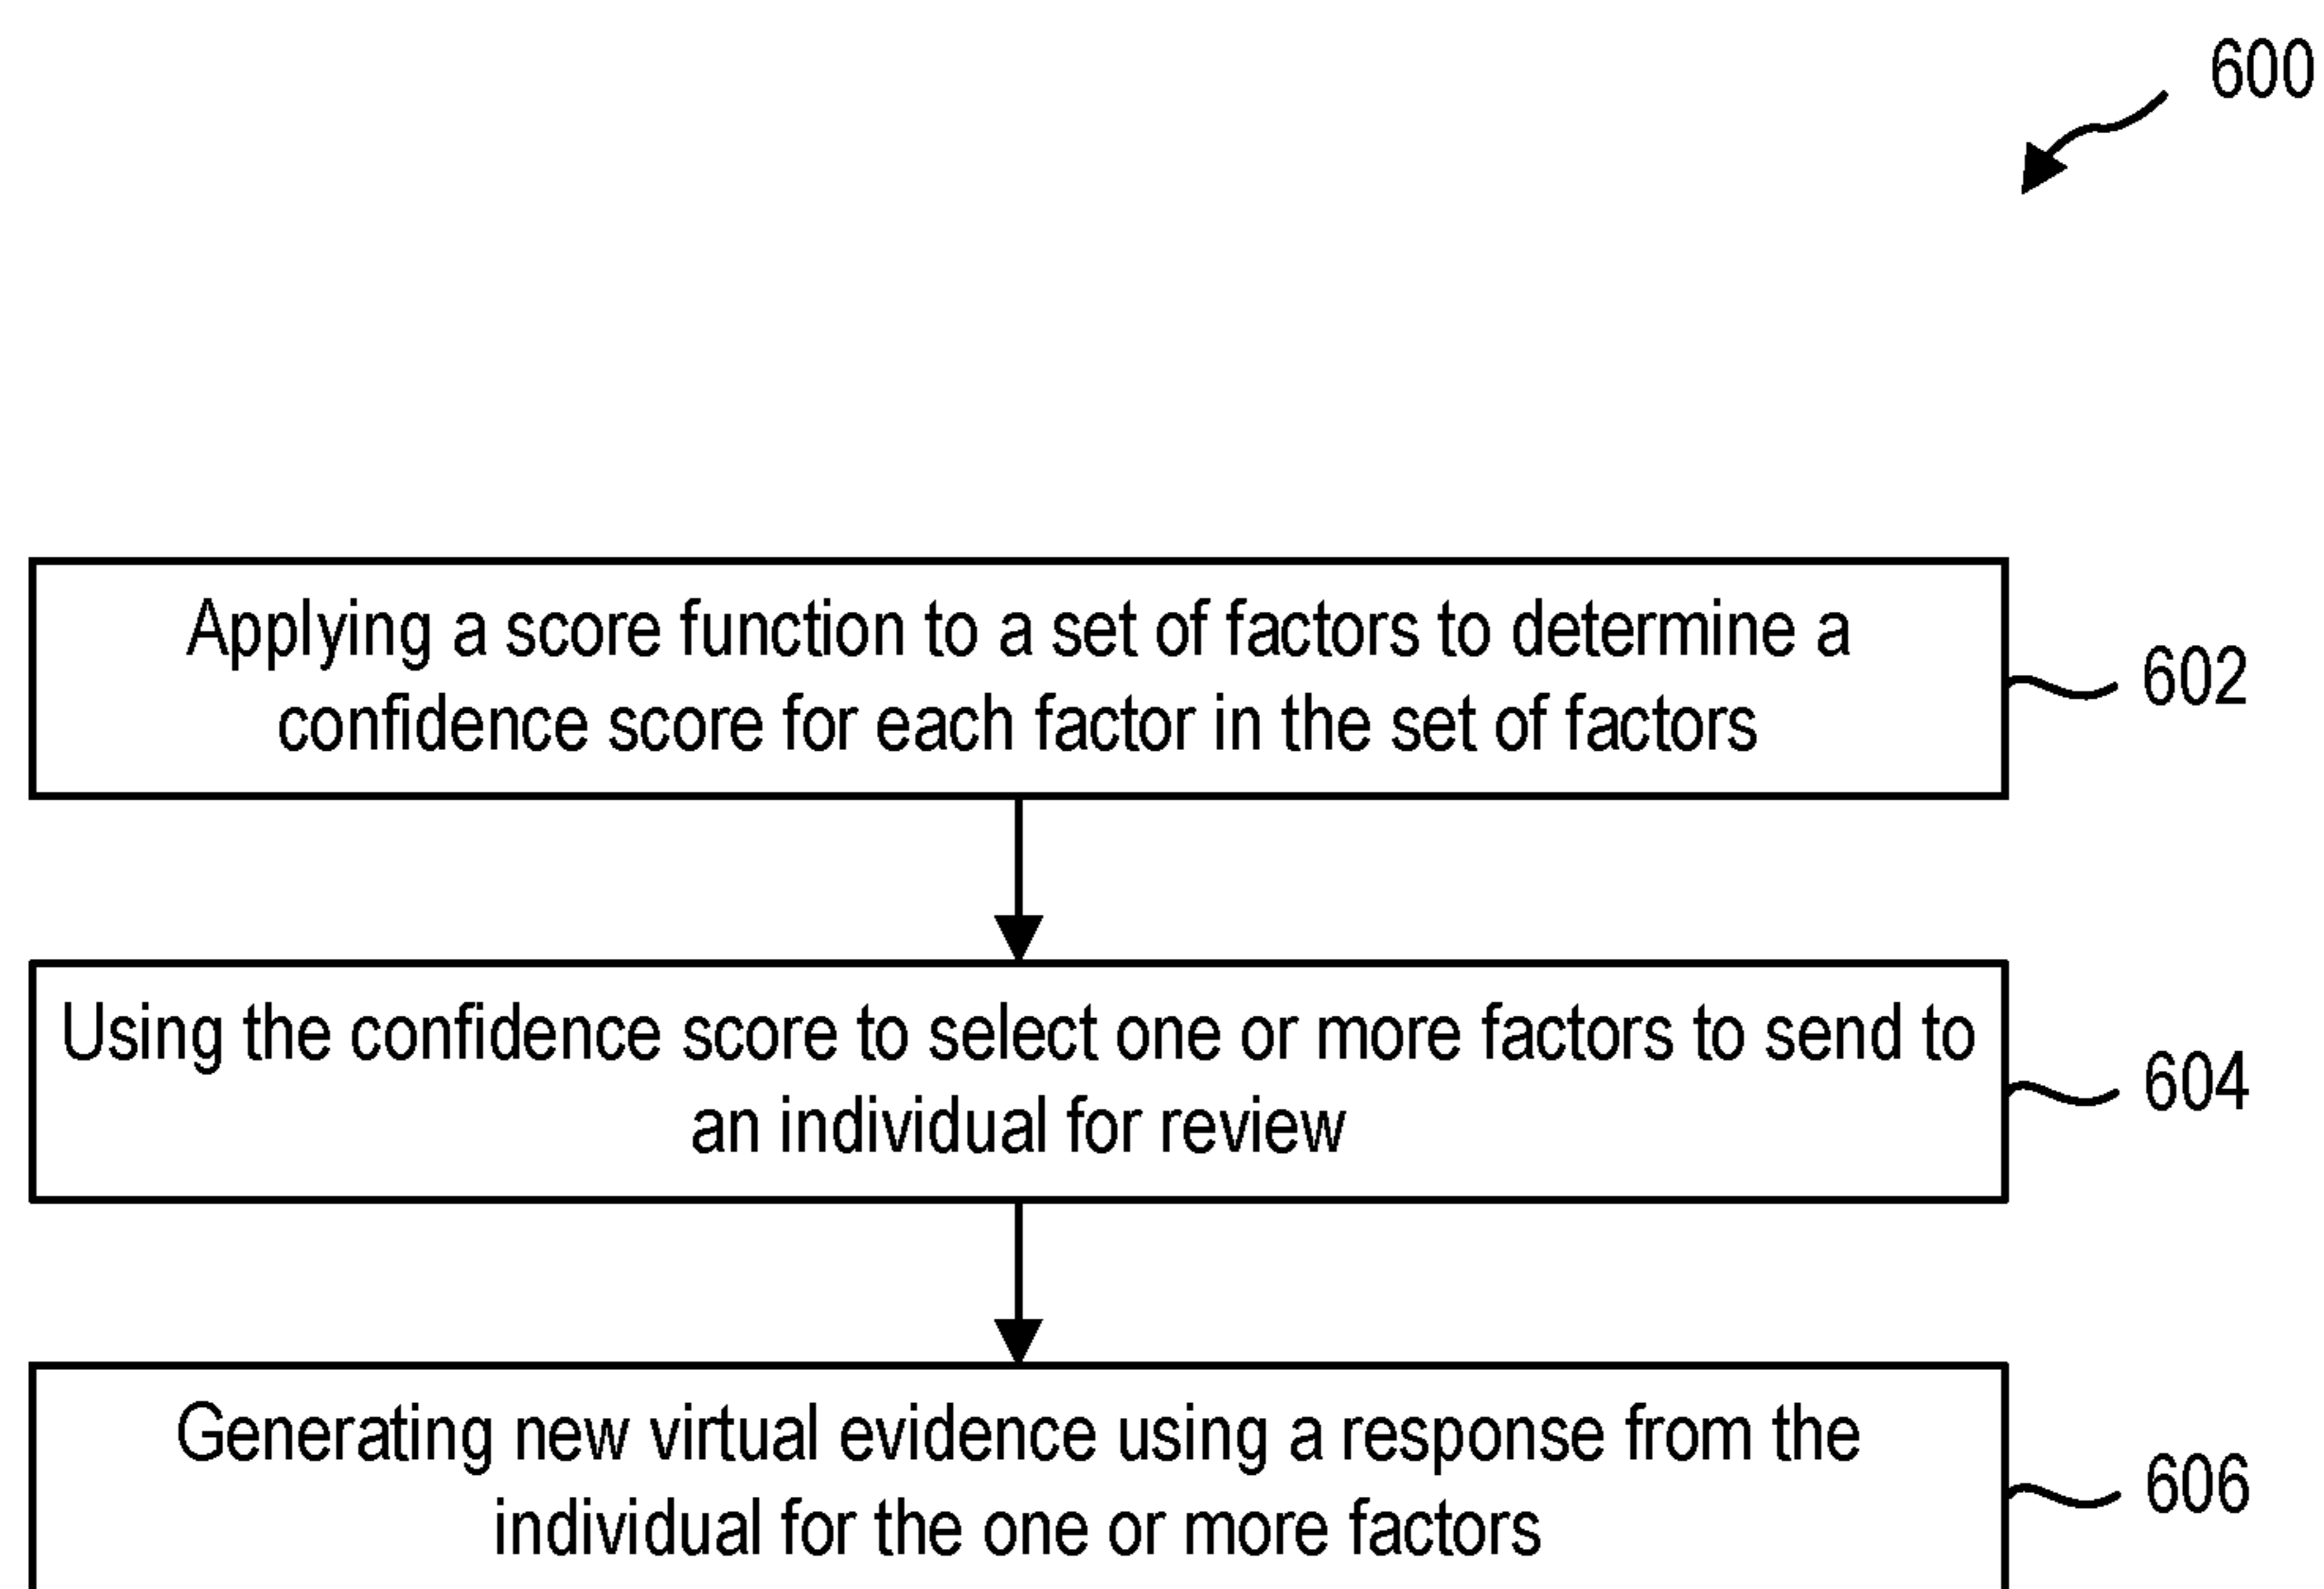 600
Applying a score function to a set of factors to determine a
confidence score for each factor in the set of factors
602
Using the confidence score to select one or more factors to send to
an individual for review
604
Generating new virtual evidence using a response from the
individual for the one or more factors
606